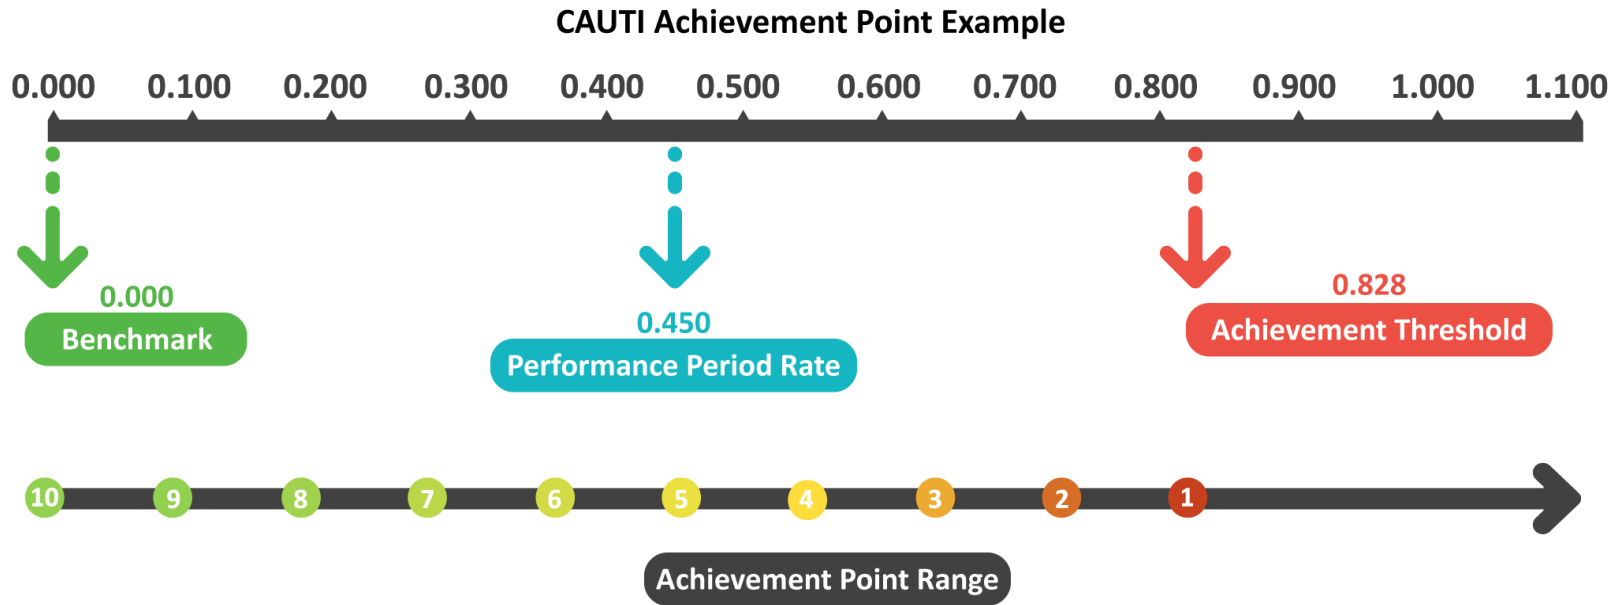 CAUTI Achievement Point Example
0.000 0.100 0.200 0.300 0.400 0.500 0.600 0.700 0.800 0.900 1.000 1.100
0.000
Benchmark
0.450
Performance Period Rate
0.828
Achievement Threshold
10 9 8 7 6 5 4 3 2 1
Achievement Point Range